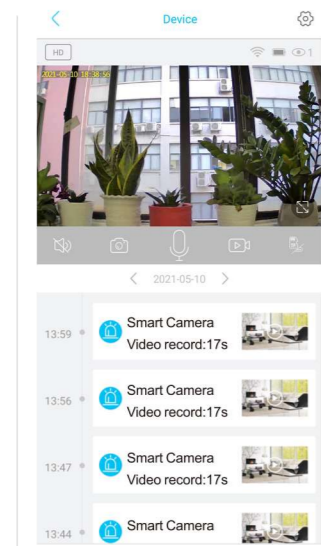 Device
HD
1
2021-05-10 18:38:56
2021-05-10
13:59
Smart Camera
Video record:17s
13:56
Smart Camera
Video record:17s
13:47
Smart Camera
Video record:17s
13:44
Smart Camera